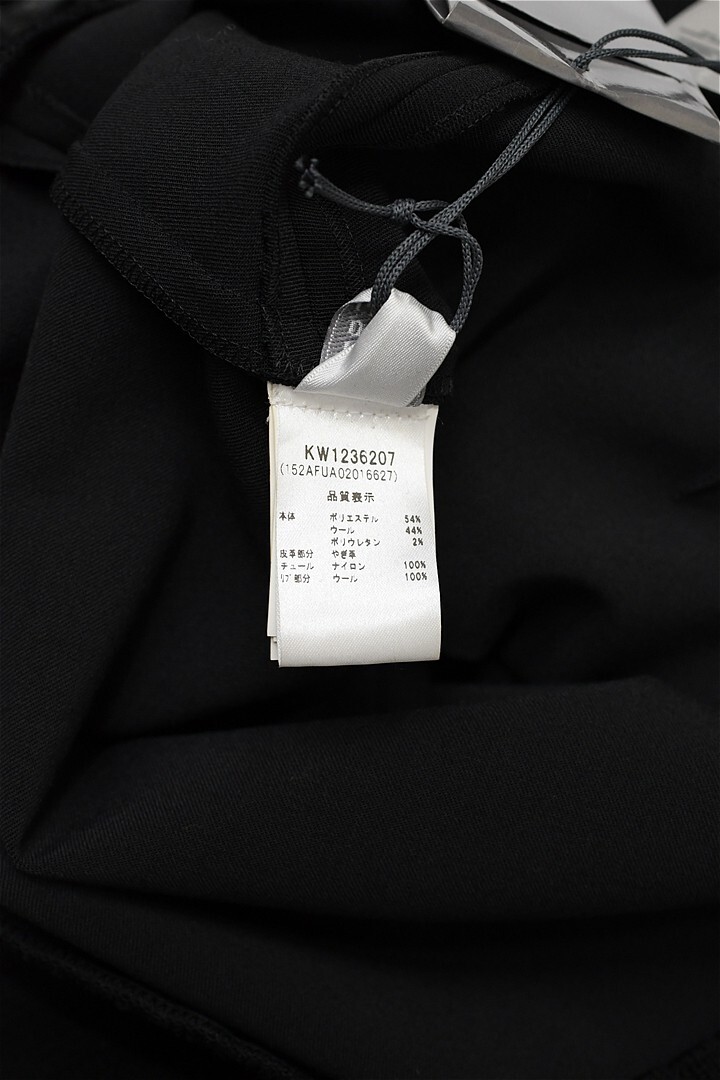 KW1236207
(152AFUA02016627)
品質表示
本体 ポリエステル 54%
ウール 44%
ポリウレタン 2%
皮革部分 やぎ革
チュール ナイロン 100%
リブ部分 ウール 100%